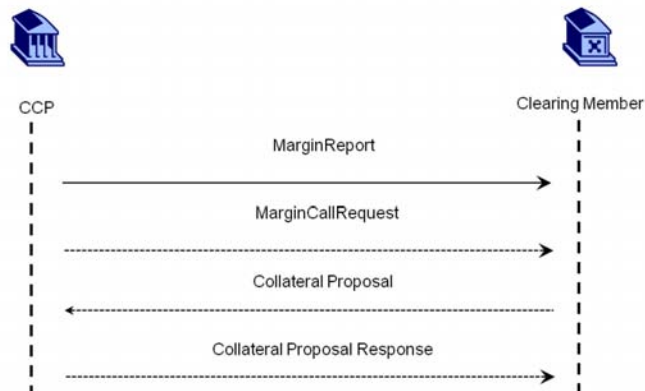 CCP
Clearing Member
MarginReport
MarginCallRequest
Collateral Proposal
Collateral Proposal Response